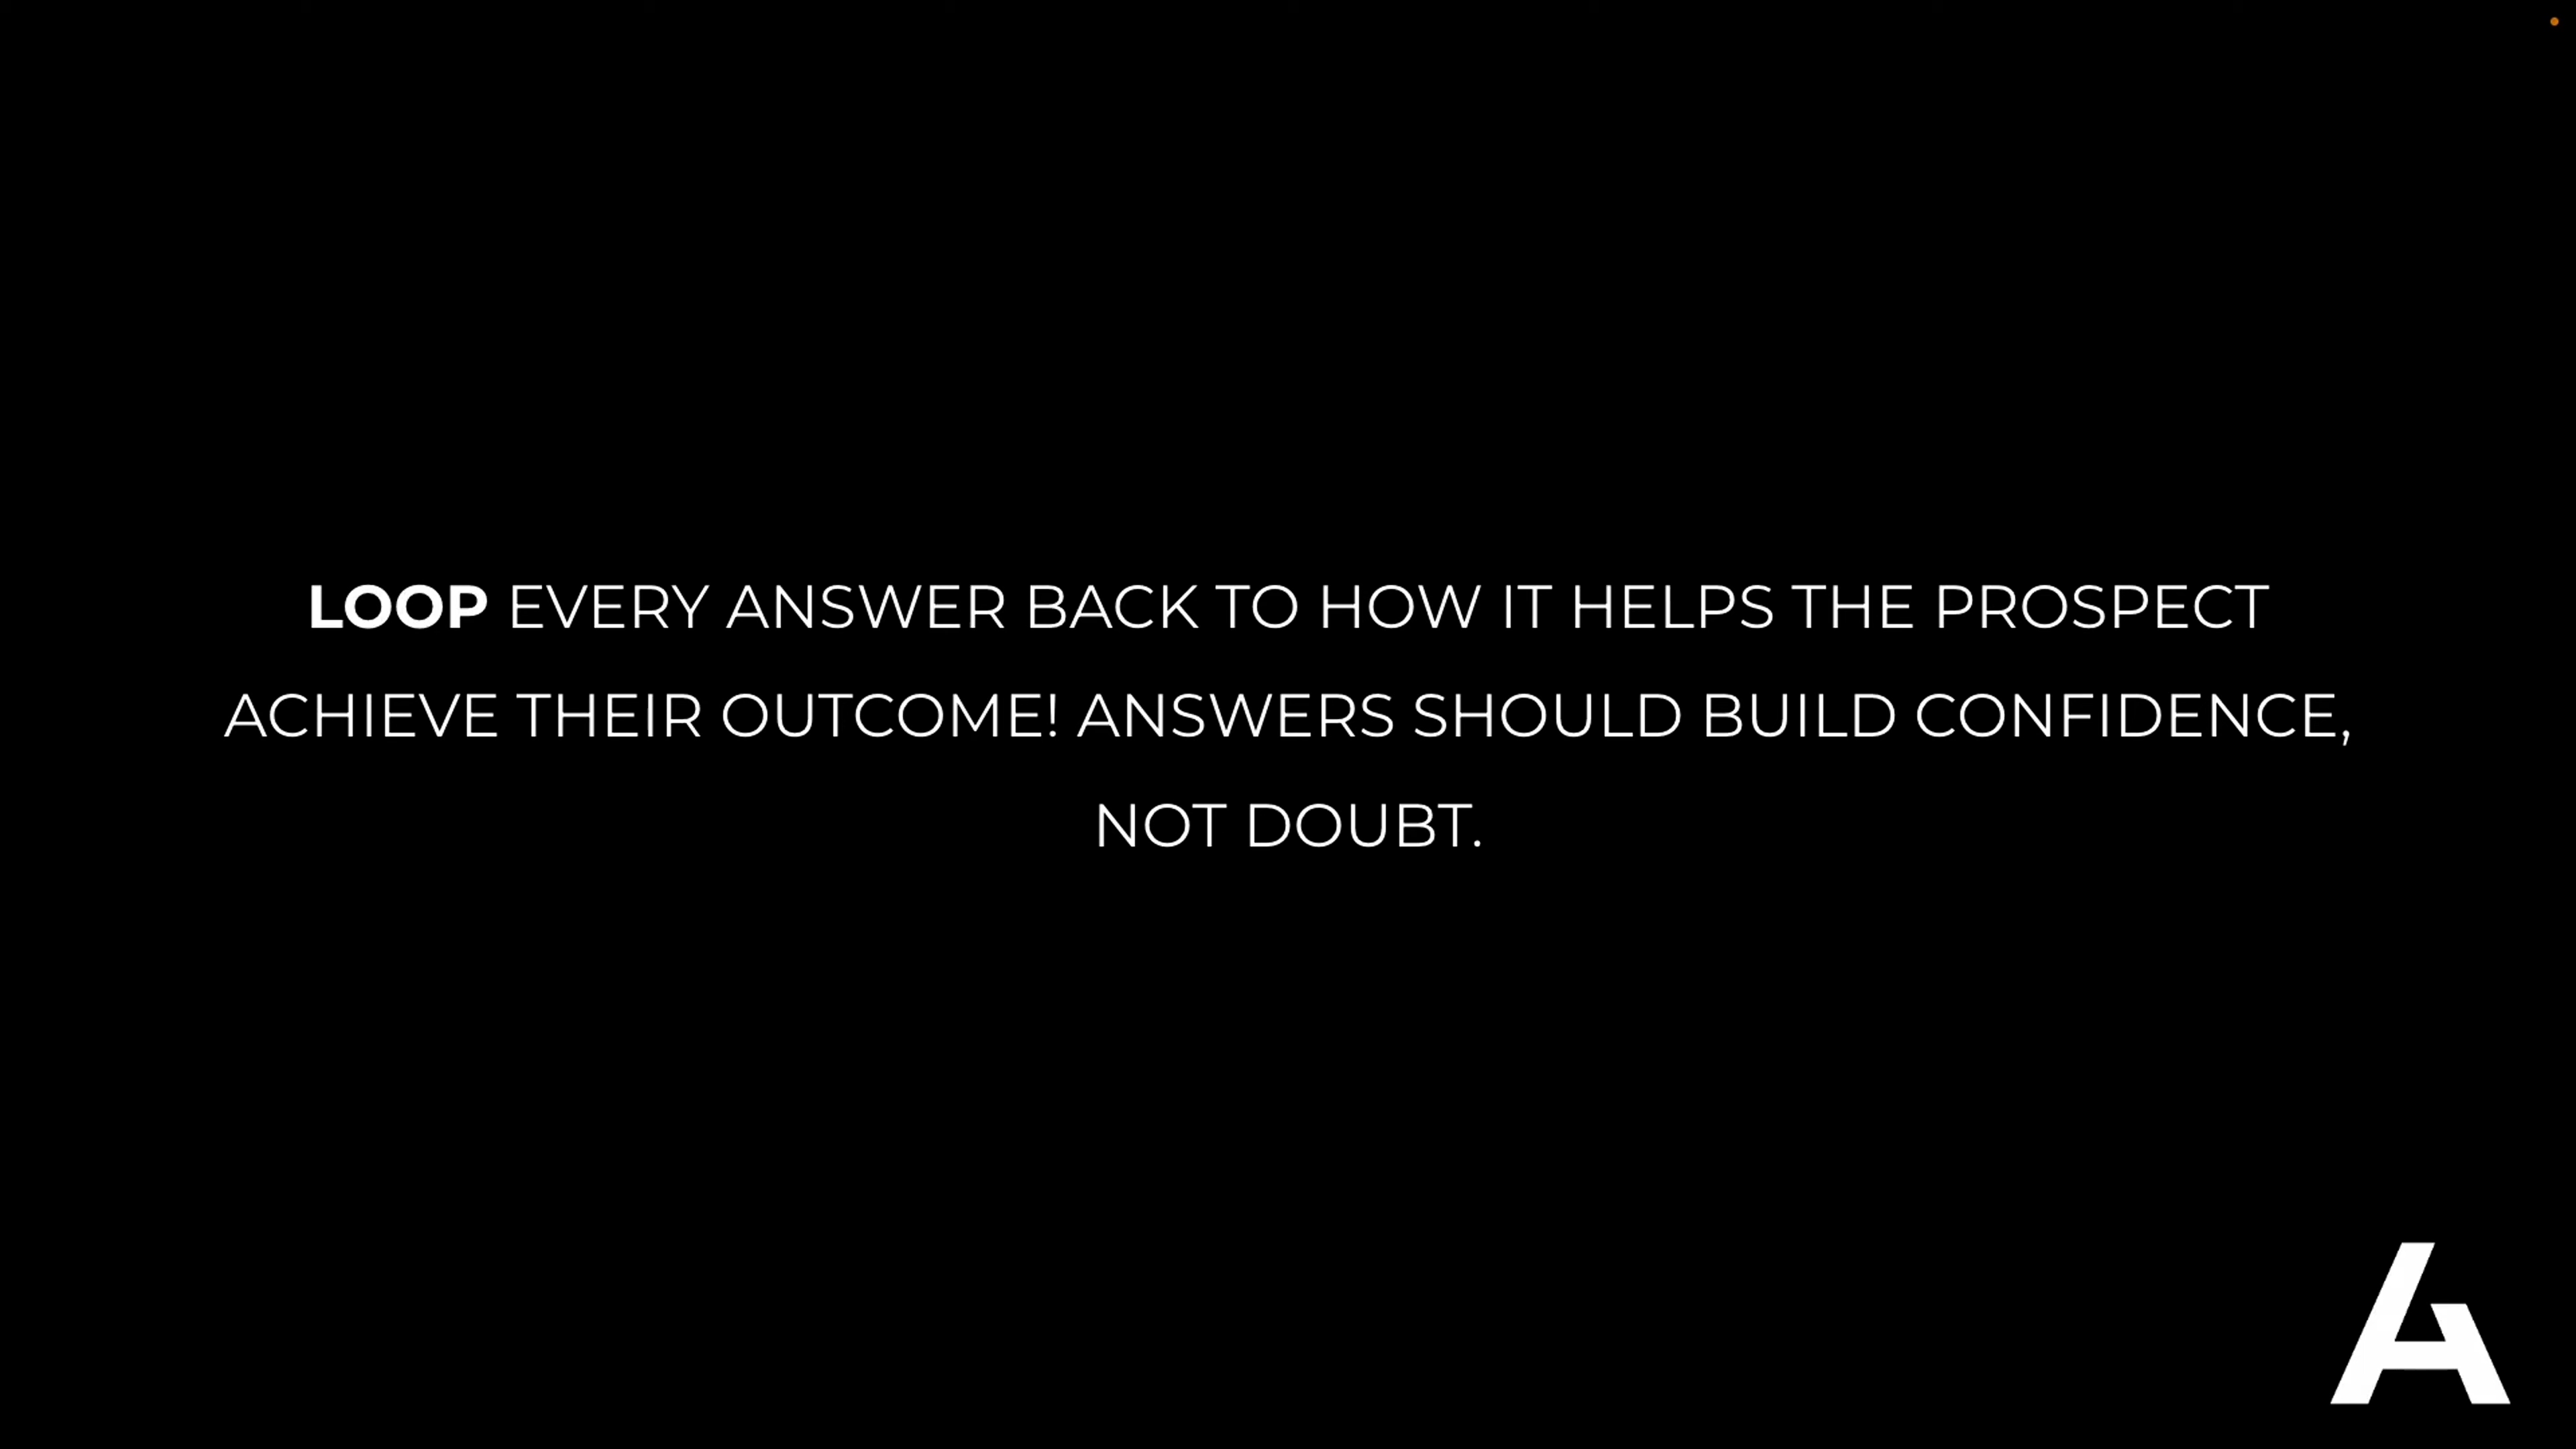 LOOP EVERY ANSWER BACK TO HOW IT HELPS THE PROSPECT
ACHIEVE THEIR OUTCOME! ANSWERS SHOULD BUILD CONFIDENCE,
NOT DOUBT.